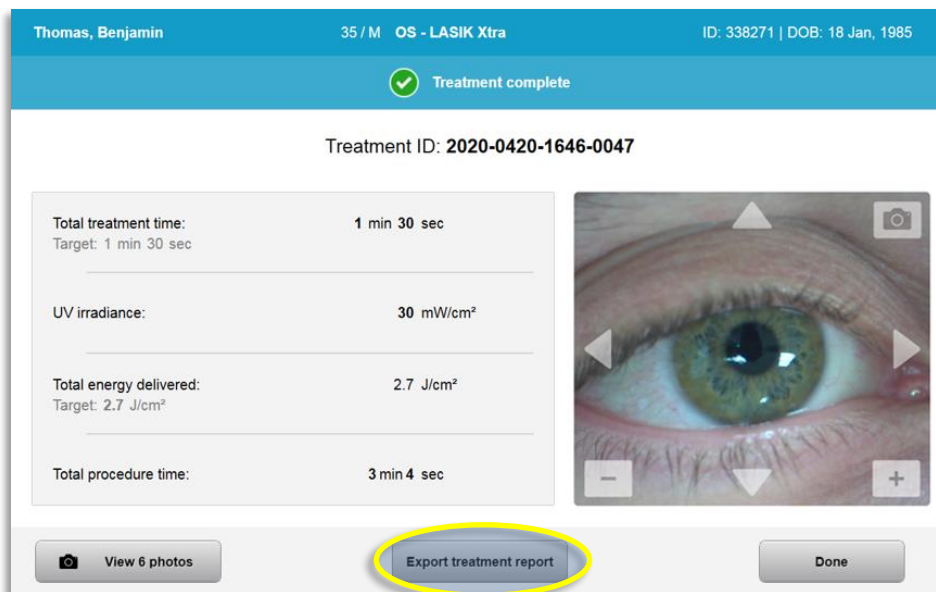 Thomas, Benjamin 35 / M OS - LASIK Xtra ID: 338271 | DOB: 18 Jan, 1985
Treatment complete
Treatment ID: 2020-0420-1646-0047
Total treatment time: 1 min 30 sec
Target: 1 min 30 sec
UV irradiance: 30 mW/cm²
Total energy delivered: 2.7 J/cm²
Target: 2.7 J/cm²
Total procedure time: 3 min 4 sec
View 6 photos Export treatment report Done